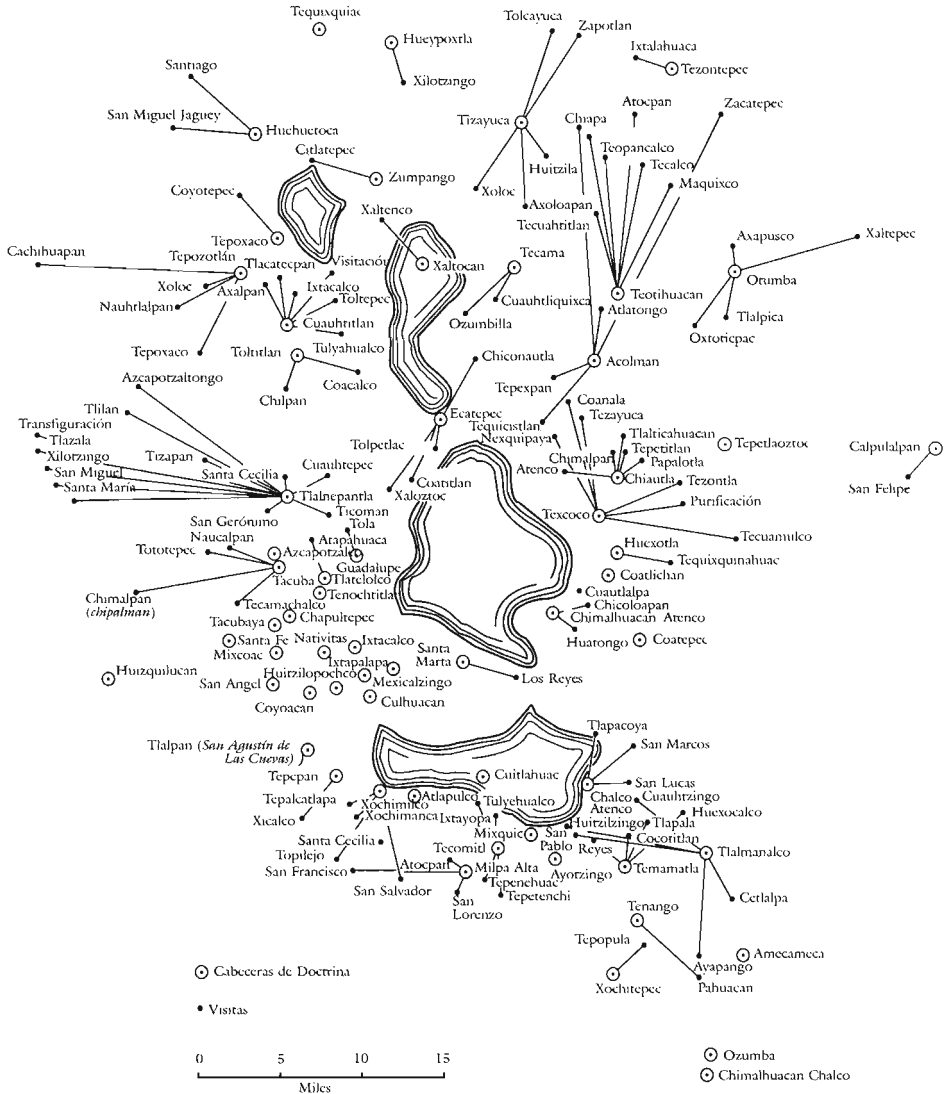 Tequixquiac
Hueypoxtla
Xilotzingo
Tolcayuca
Zapotlan
Ixtalahuaca
Tezontepec
Santiago
San Miguel Jaguey
Huehuetoca
Tizayuca
Chiapa
Atocpan
Zacatepec
Teopancalco
Tecalco
Maquixco
Huitzila
Xoloc
Axoloapan
Tecuahtitlan
Citlatepec
Zumpango
Coyotepec
Xaltenco
Tepoxaco
Tepozotlán
Cachihuapan
Tlacatecpan
Visitación
Xaltocan
Tecama
Axapusco
Xaltepec
Otumba
Xoloc
Axalpan
Ixtacalco
Toltepec
Nauhtlalpan
Cuauhtitlan
Cuauhtliquixca
Ozumbilla
Teotihuacan
Atlatongo
Tlalpica
Oxtoticpac
Tepoxaco
Toltitlan
Tulyahualco
Coacalco
Chilpan
Chiconautla
Acolman
Tepexpan
Azcapotzaltongo
Tlilan
Transfiguración
Tlazala
Xilotzingo
San Miguel
Santa María
Tizapan
Santa Cecilia
Cuauhtepec
Tlalnepantla
Ticoman
San Gerónimo
Ecatepec
Tolpetlac
Coatitlan
Xaloztoc
Tequicistlan
Nexquipaya
Coanala
Tezayuca
Tlalticahuacan
Tepetitlan
Chimalpan
Papalotla
Atenco
Chiautla
Tepetlaoztoc
Calpulalpan
San Felipe
Tezontla
Purificación
Texcoco
Tecuamulco
Tola
Naucalpan
Tototepec
Atapahuaca
Azcapotzalco
Guadalupe
Tacuba
Tlatelolco
Tenochtitlan
Chimalpan
(chipalman)
Tecamachalco
Tacubaya
Chapultepec
Huexotla
Tequixquinahuac
Coatlichan
Cuautlalpa
Chicoloapan
Chimalhuacan Atenco
Huatongo
Coatepec
Santa Fe
Nativitas
Ixtacalco
Mixcoac
Ixtapalapa
Santa
Marta
Los Reyes
Huizquilucan
Huitzilopochco
San Angel
Mexicalzingo
Coyoacan
Culhuacan
Tlalpan (San Agustín de
Las Cuevas)
Tepepan
Cuitlahuac
Tlapacoya
San Marcos
San Lucas
Tepalcatlapa
Xochimilco
Atlapulco
Tulyehualco
Chalco
Atenco
Cuauhtzingo
Xicalco
Xochimanca
Ixtayopa
Huitzilzingo
Tlapala
Huexocalco
Santa Cecilia
Mixquic
San
Pablo
Reyes
Cocotitlan
Topilejo
Tecomitl
Tlalmanalco
San Francisco
Atocpan
Milpa Alta
Ayotzingo
Temamatla
San Salvador
Tepenehuac
Tepetenchi
San
Lorenzo
Cetlalpa
Tenango
Tepopula
Ayapango
Amecameca
Xochitepec
Pahuacan
Cabeceras de Doctrina
Visitas
0 5 10 15
Miles
Ozumba
Chimalhuacan Chalco